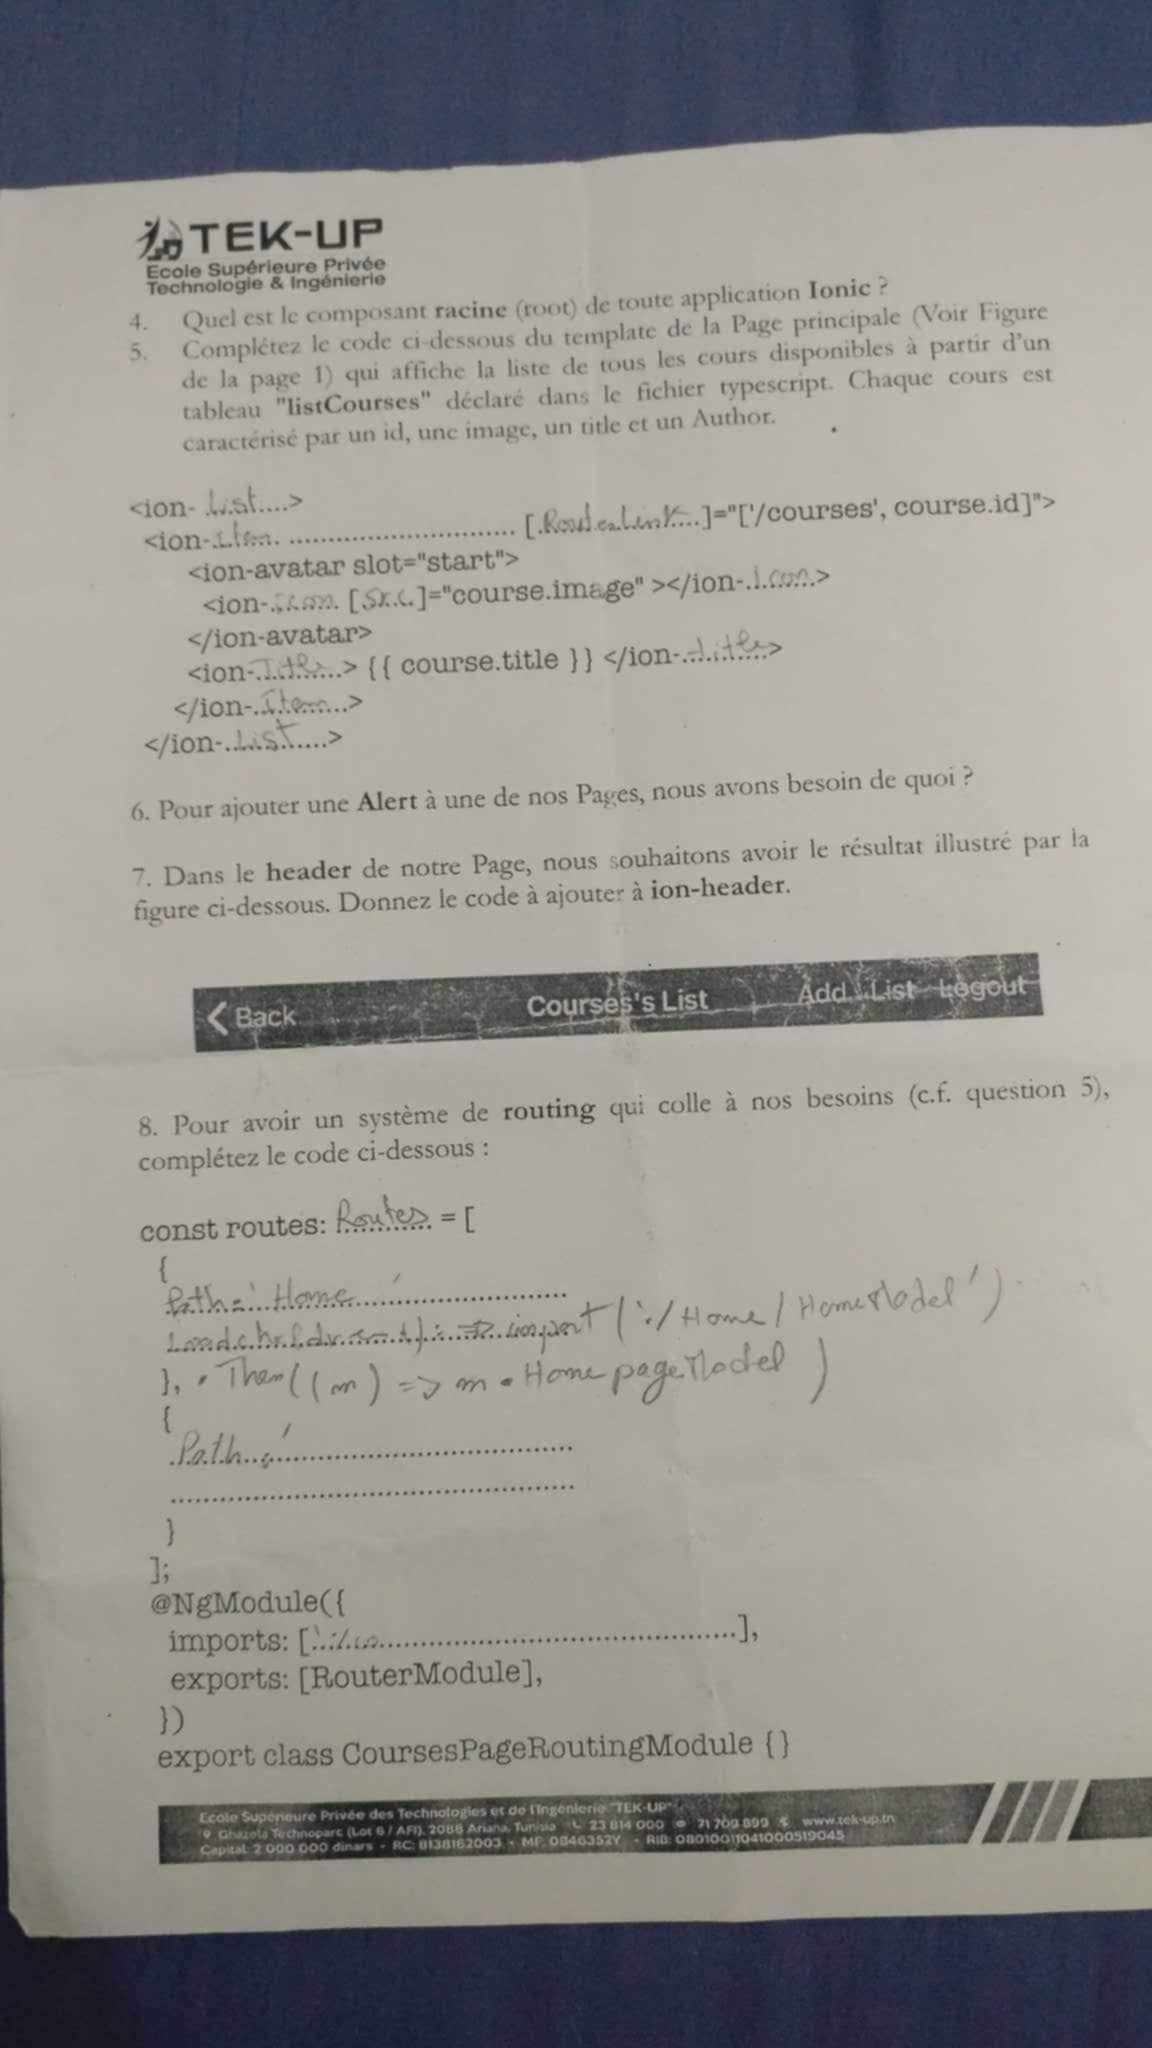 TEK-UP
Ecole Supérieure Privée
Technologie & Ingénierie
4. Quel est le composant racine (root) de toute application Ionic ?
5. Complétez le code ci-dessous du template de la Page principale (Voir Figure
de la page 1) qui affiche la liste de tous les cours disponibles à partir d'un
tableau "listCourses" déclaré dans le fichier typescript. Chaque cours est
caractérisé par un id, une image, un title et un Author.
<ion- List....>
<ion-item. .............................. [.RouterLink...]="['/courses', course.id]">
<ion-avatar slot="start">
<ion-.icon. [src.]="course.image" ></ion-.icon.>
</ion-avatar>
<ion-.Title...> {{ course.title }} </ion-...title>
</ion-..Item....>
</ion-..List.....>
6. Pour ajouter une Alert à une de nos Pages, nous avons besoin de quoi ?
7. Dans le header de notre Page, nous souhaitons avoir le résultat illustré par la
figure ci-dessous. Donnez le code à ajouter à ion-header.
Back Courses's List Add List Logout
8. Pour avoir un système de routing qui colle à nos besoins (c.f. question 5),
complétez le code ci-dessous :
const routes: Routes = [
{
Path=' Home '
=> import ('./Home/HomeModel').
}, . Then ((m) => m . HomepageModel )
{
Path :'
}
];
@NgModule({
imports: [..............................],
exports: [RouterModule],
})
export class CoursesPageRoutingModule {}
Ecole Supérieure Privée des Technologies et de l'Ingénierie "TEK-UP"
Ghazela Technoparc (Lot 6 / AFI), 2088 Ariana, Tunisia 23 814 000 71 709 899 www.tek-up.tn
Capital: 2 000 000 dinars - RC: B138162003 - MF: 0846352Y - RIB: 08010011041000519045